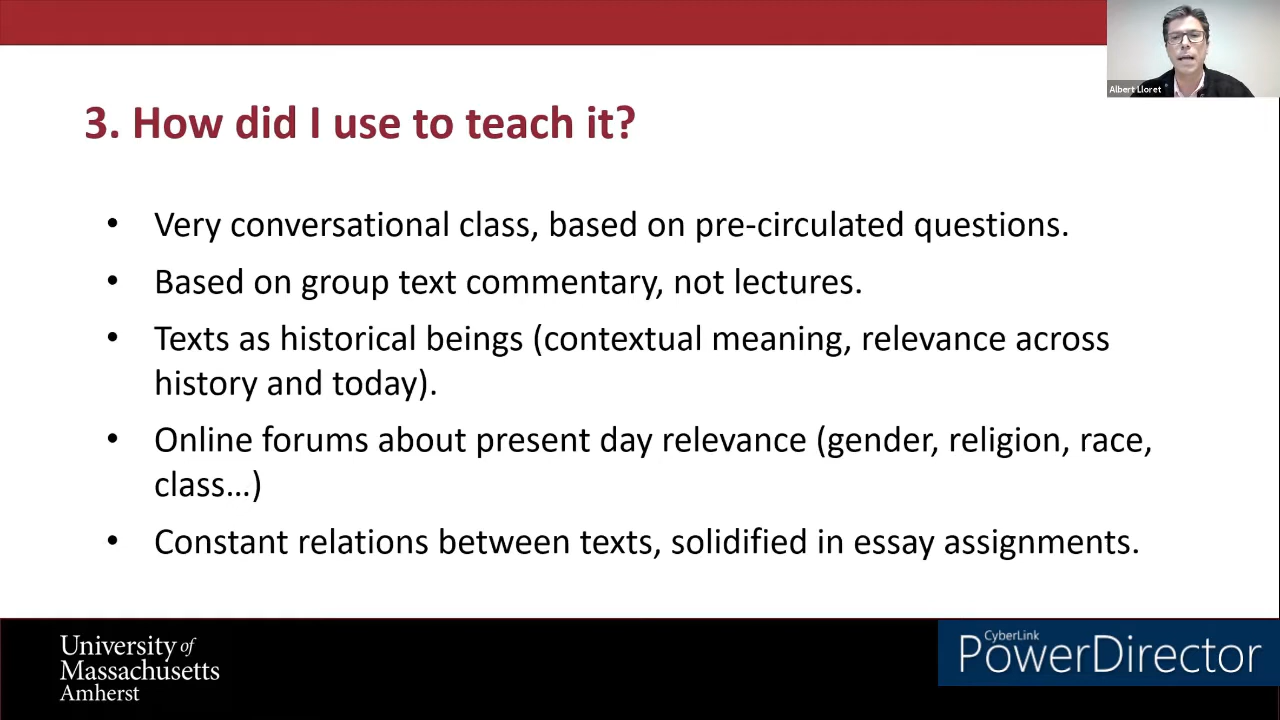 Albert Lloret
3. How did I use to teach it?
• Very conversational class, based on pre-circulated questions.
• Based on group text commentary, not lectures.
• Texts as historical beings (contextual meaning, relevance across
history and today).
• Online forums about present day relevance (gender, religion, race,
class…)
• Constant relations between texts, solidified in essay assignments.
University of
Massachusetts
Amherst
CyberLink
PowerDirector